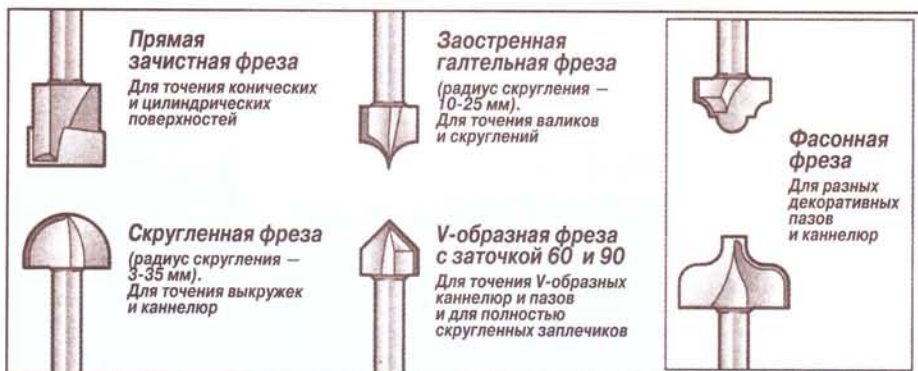 Прямая
зачистная фреза
Для точения конических
и цилиндрических
поверхностей
Заостренная
галтельная фреза
(радиус скругления —
10-25 мм).
Для точения валиков
и скруглений
Фасонная
фреза
Для разных
декоративных
пазов
и каннелюр
Скругленная фреза
(радиус скругления —
3-35 мм).
Для точения выкружек
и каннелюр
V-образная фреза
с заточкой 60 и 90
Для точения V-образных
каннелюр и пазов
и для полностью
скругленных заплечиков